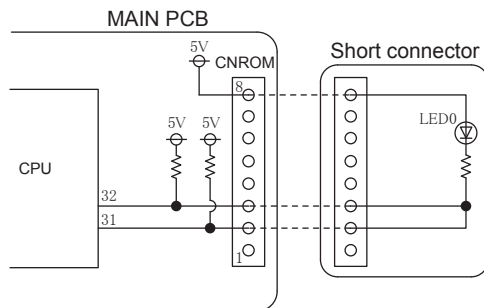 MAIN PCB
Short connector
5V
CNROM
8
5V
5V
LED0
CPU
32
31
1